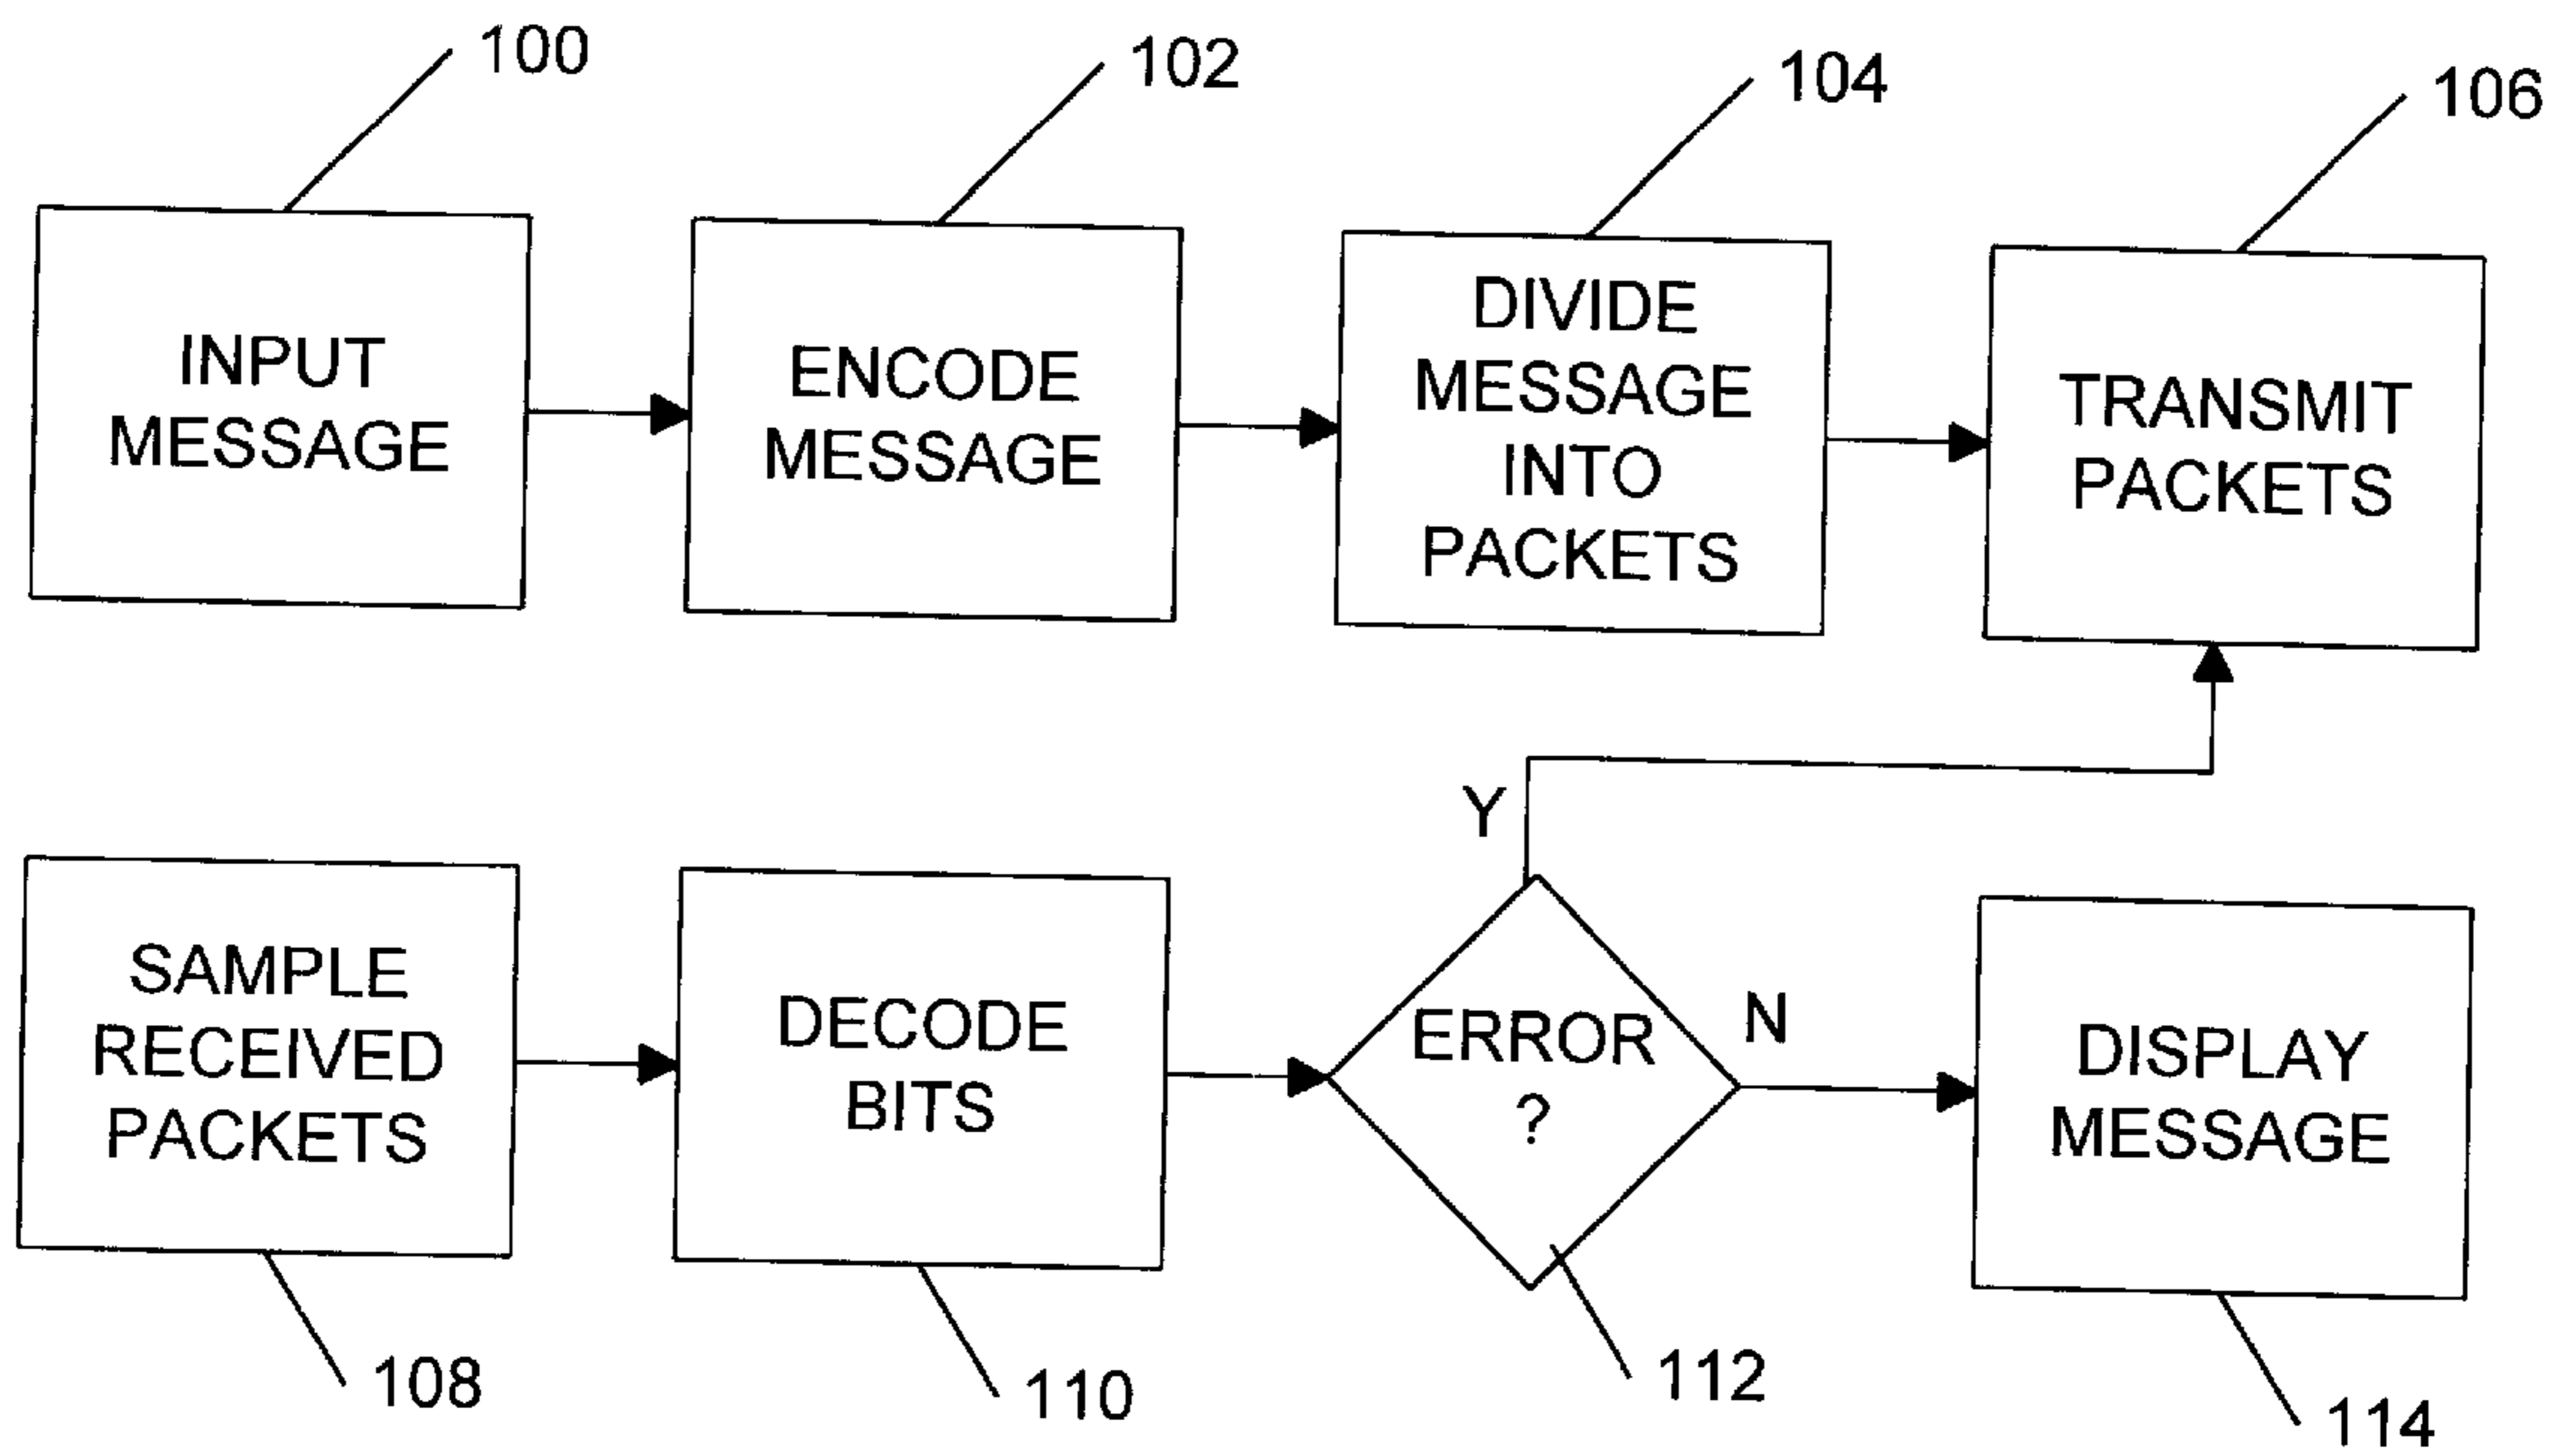 100
102
104
106
INPUT
MESSAGE
ENCODE
MESSAGE
DIVIDE
MESSAGE
INTO
PACKETS
TRANSMIT
PACKETS
Y
SAMPLE
RECEIVED
PACKETS
DECODE
BITS
ERROR
?
N
DISPLAY
MESSAGE
108
110
112
114